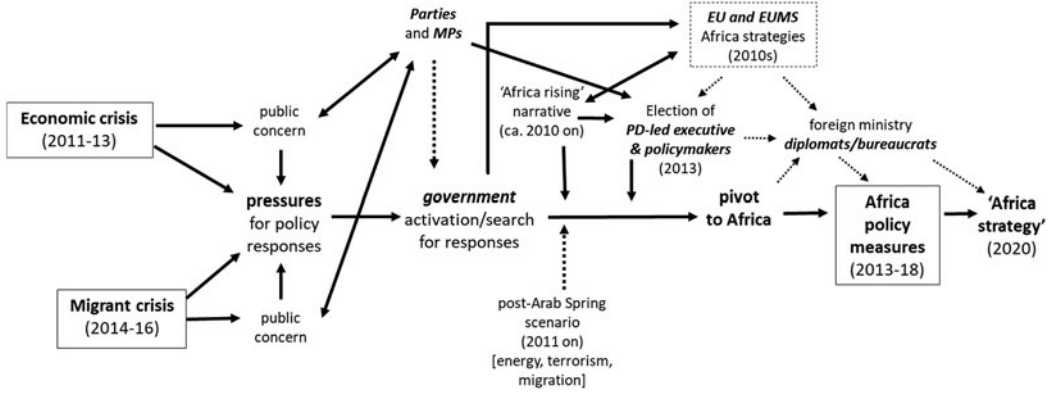 Parties
and MPs
EU and EUMS
Africa strategies
(2010s)
'Africa rising'
narrative
(ca. 2010 on)
Election of
PD-led executive
& policymakers
(2013)
foreign ministry
diplomats/bureaucrats
Economic crisis
(2011-13)
public
concern
pressures
for policy
responses
government
activation/search
for responses
pivot
to Africa
Africa
policy
measures
(2013-18)
'Africa
strategy'
(2020)
Migrant crisis
(2014-16)
public
concern
post-Arab Spring
scenario
(2011 on)
[energy, terrorism,
migration]